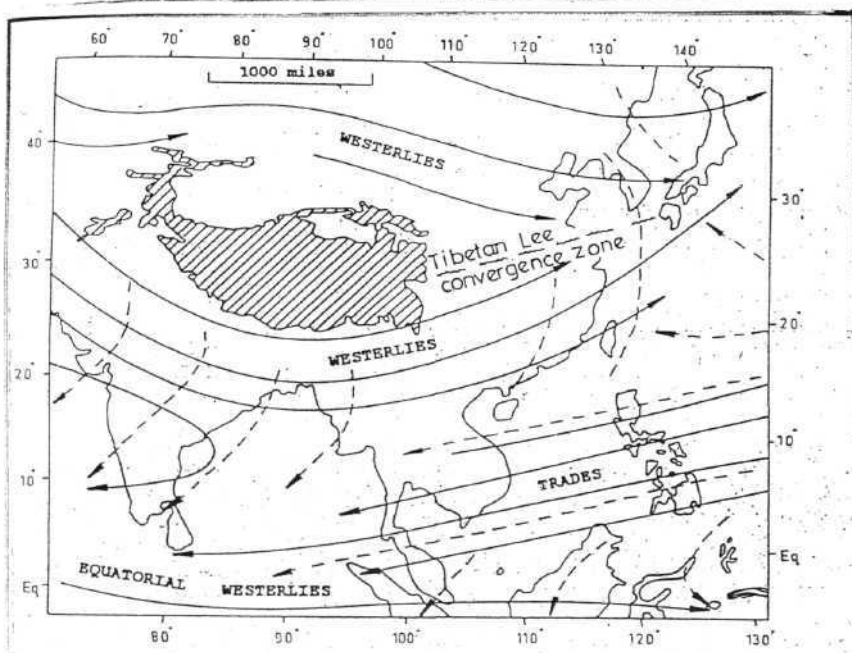 60° 70° 80° 90° 100° 110° 120° 130° 140°
1000 miles
WESTERLIES
40
30°
Tibetan Lee
convergence zone
30
20°
WESTERLIES
20
10°
10°
TRADES
Eq
EQUATORIAL
WESTERLIES
Eq
80° 90° 100° 110° 120° 130°